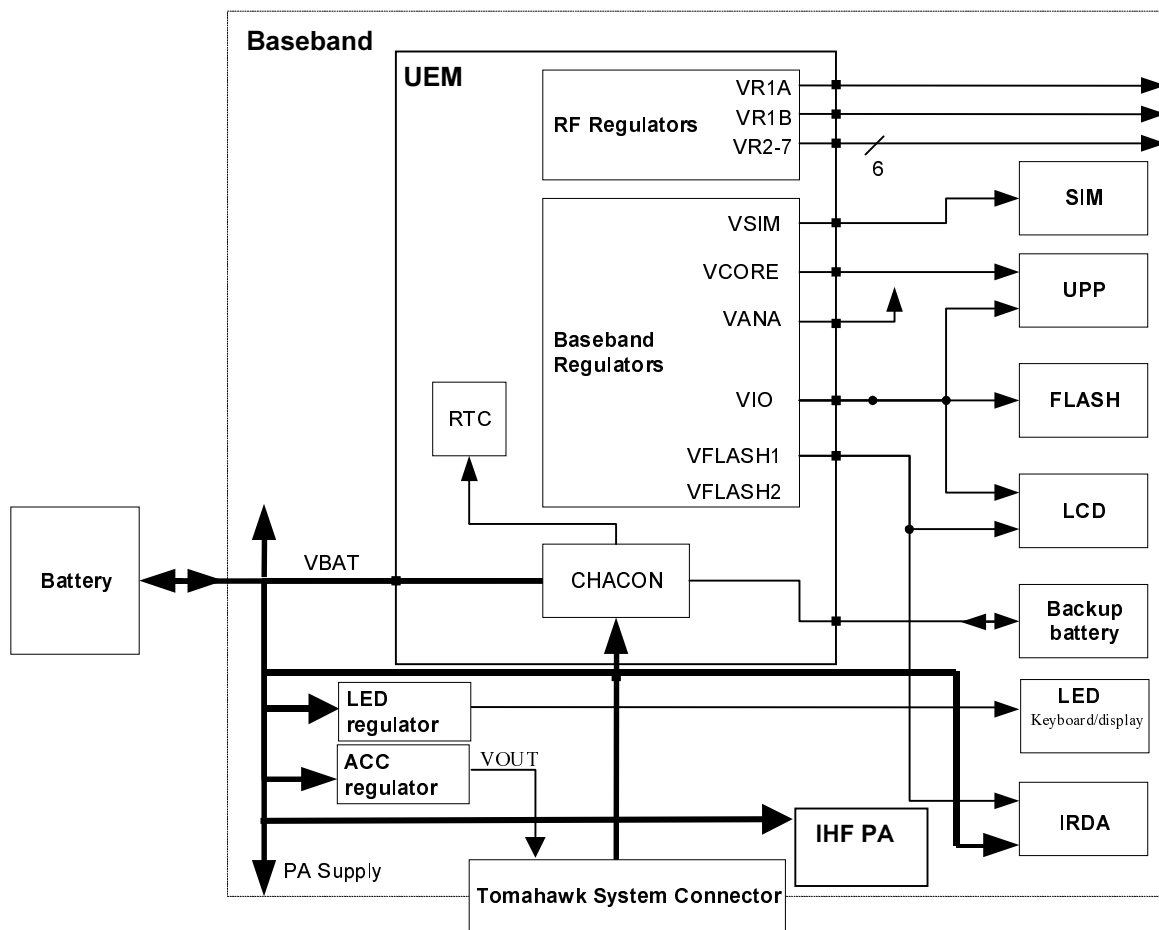 Baseband
UEM
RF Regulators
VR1A
VR1B
VR2-7
6
SIM
VSIM
VCORE
UPP
VANA
Baseband
Regulators
VIO
FLASH
RTC
VFLASH1
VFLASH2
LCD
Battery
VBAT
CHACON
Backup
battery
LED
regulator
LED
Keyboard/display
ACC
regulator
VOUT
IHF PA
IRDA
PA Supply
Tomahawk System Connector